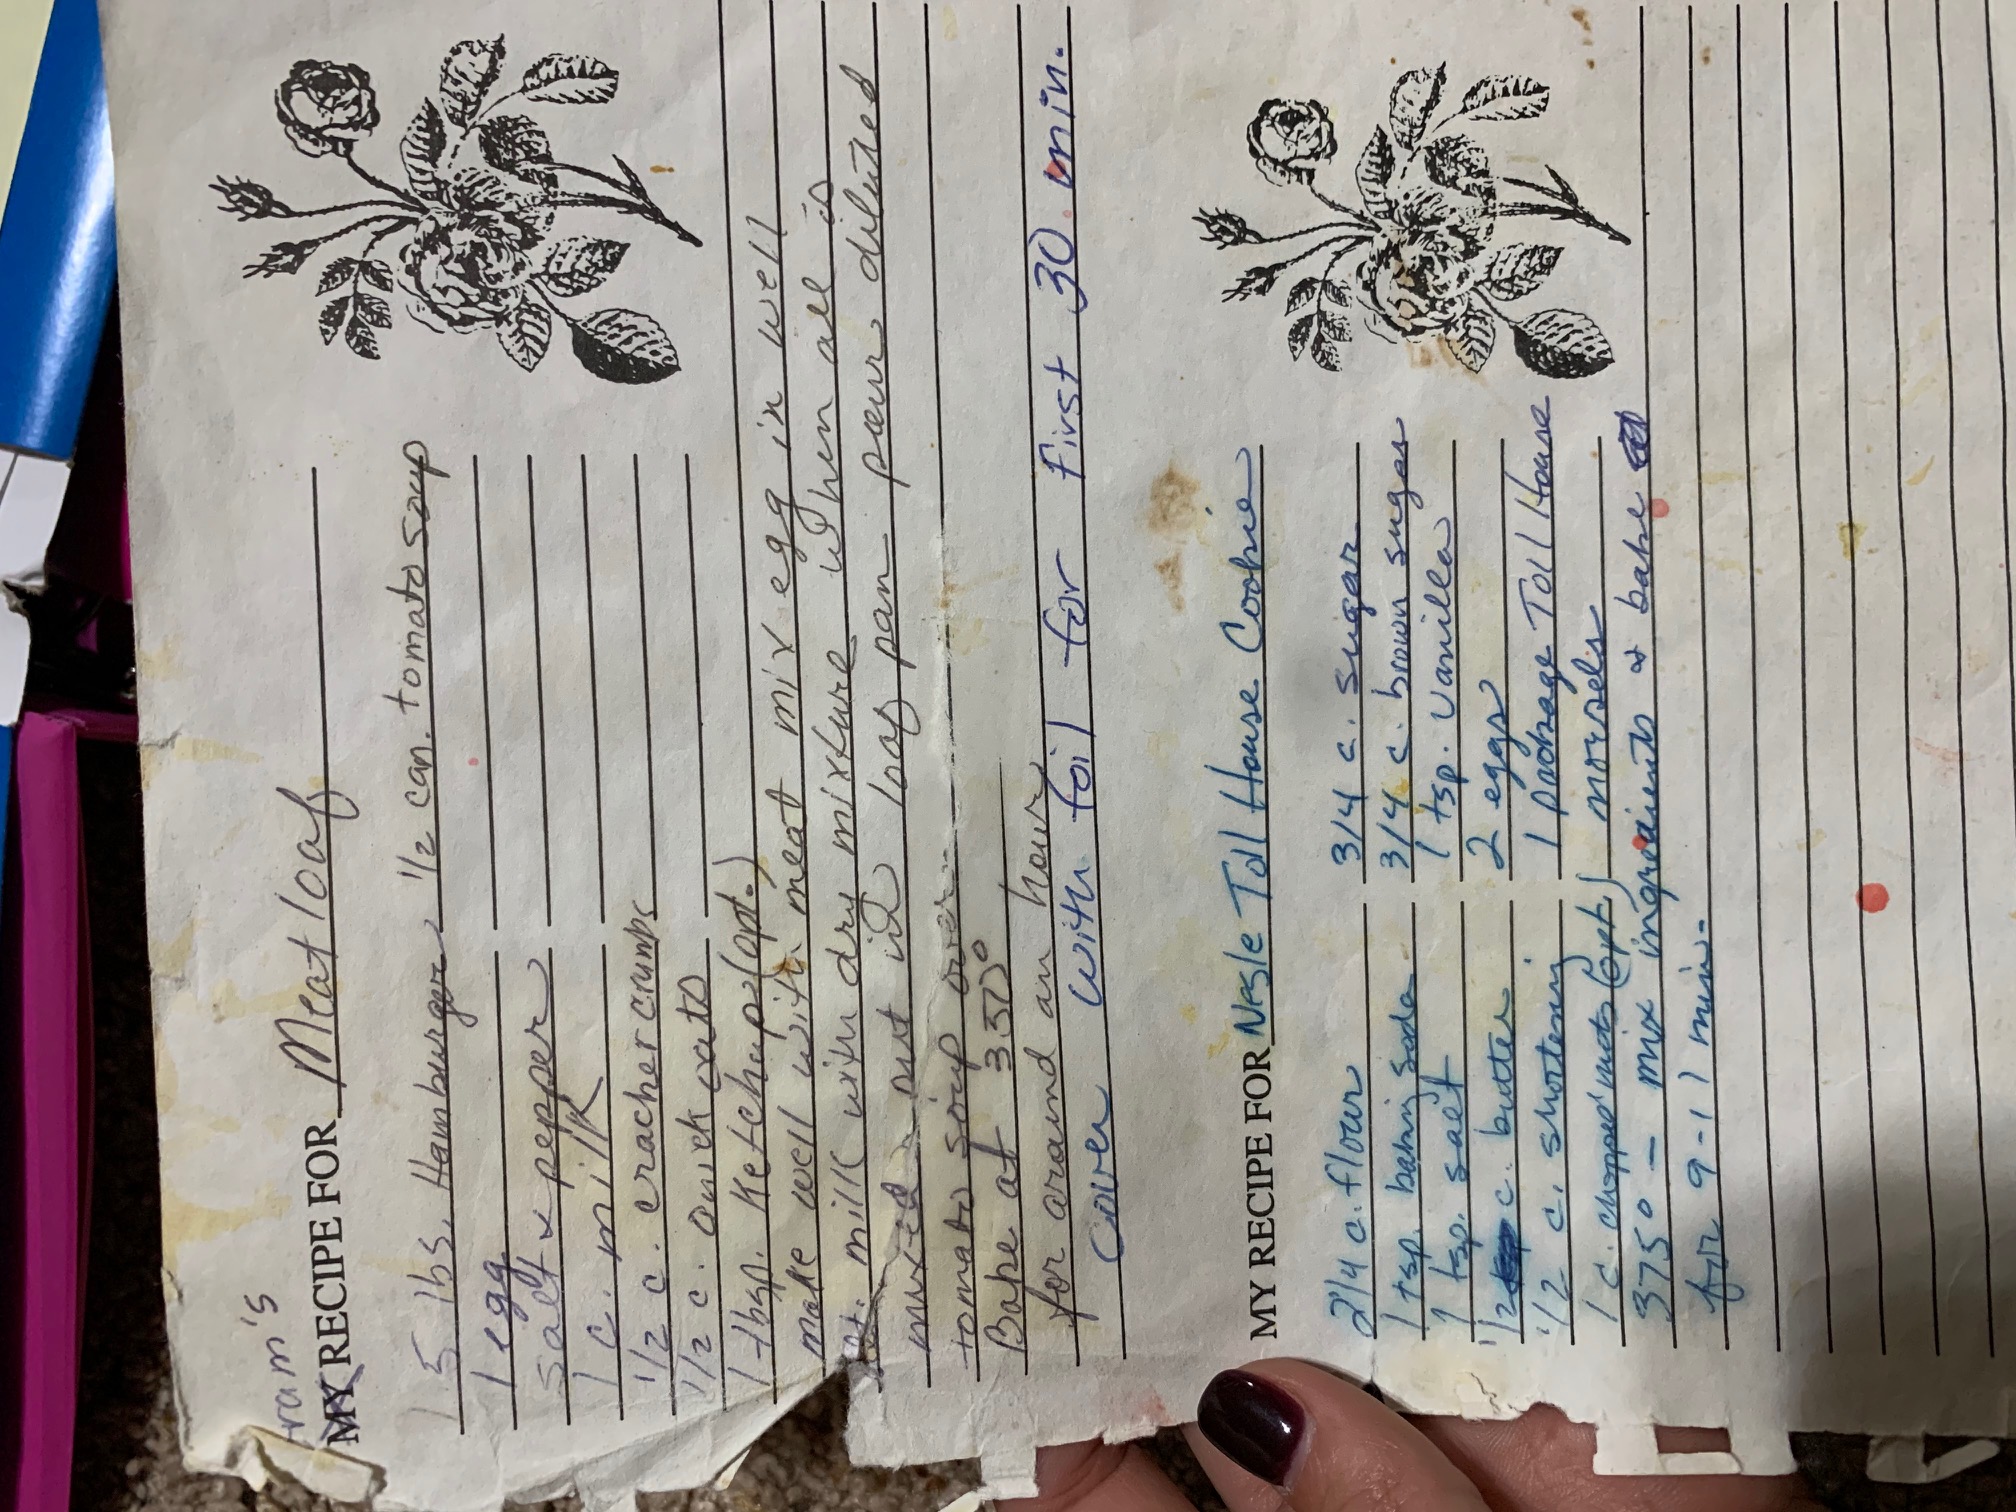 ram's
MY RECIPE FOR Meatloaf
1.5 lbs. Hamburger 1/2 can. tomato soup
1 egg
salt & pepper
1 c. milk
1/2 c. cracker crumbs
1/2 c. Quick oats
1 tbsp. Ketchup (opt.)
make well with meat mix egg in well
milk with dry mixture when all is
mixed put in loaf pan pour diluted
tomato soup over
Bake at 350°
for around an hour
cover with foil for first 30 min.
MY RECIPE FOR Nesle Toll House Cookie
2 1/4 c. flour 3/4 c. sugar
1 tsp. baking soda 3/4 c. brown sugar
1 tsp. salt 1 tsp. vanilla
1/2 c. butter 2 eggs
1/2 c. shortening 1 package Toll House
1 c. chopped nuts (opt.) morsels
375° - mix ingredients & bake
for 9-11 min.